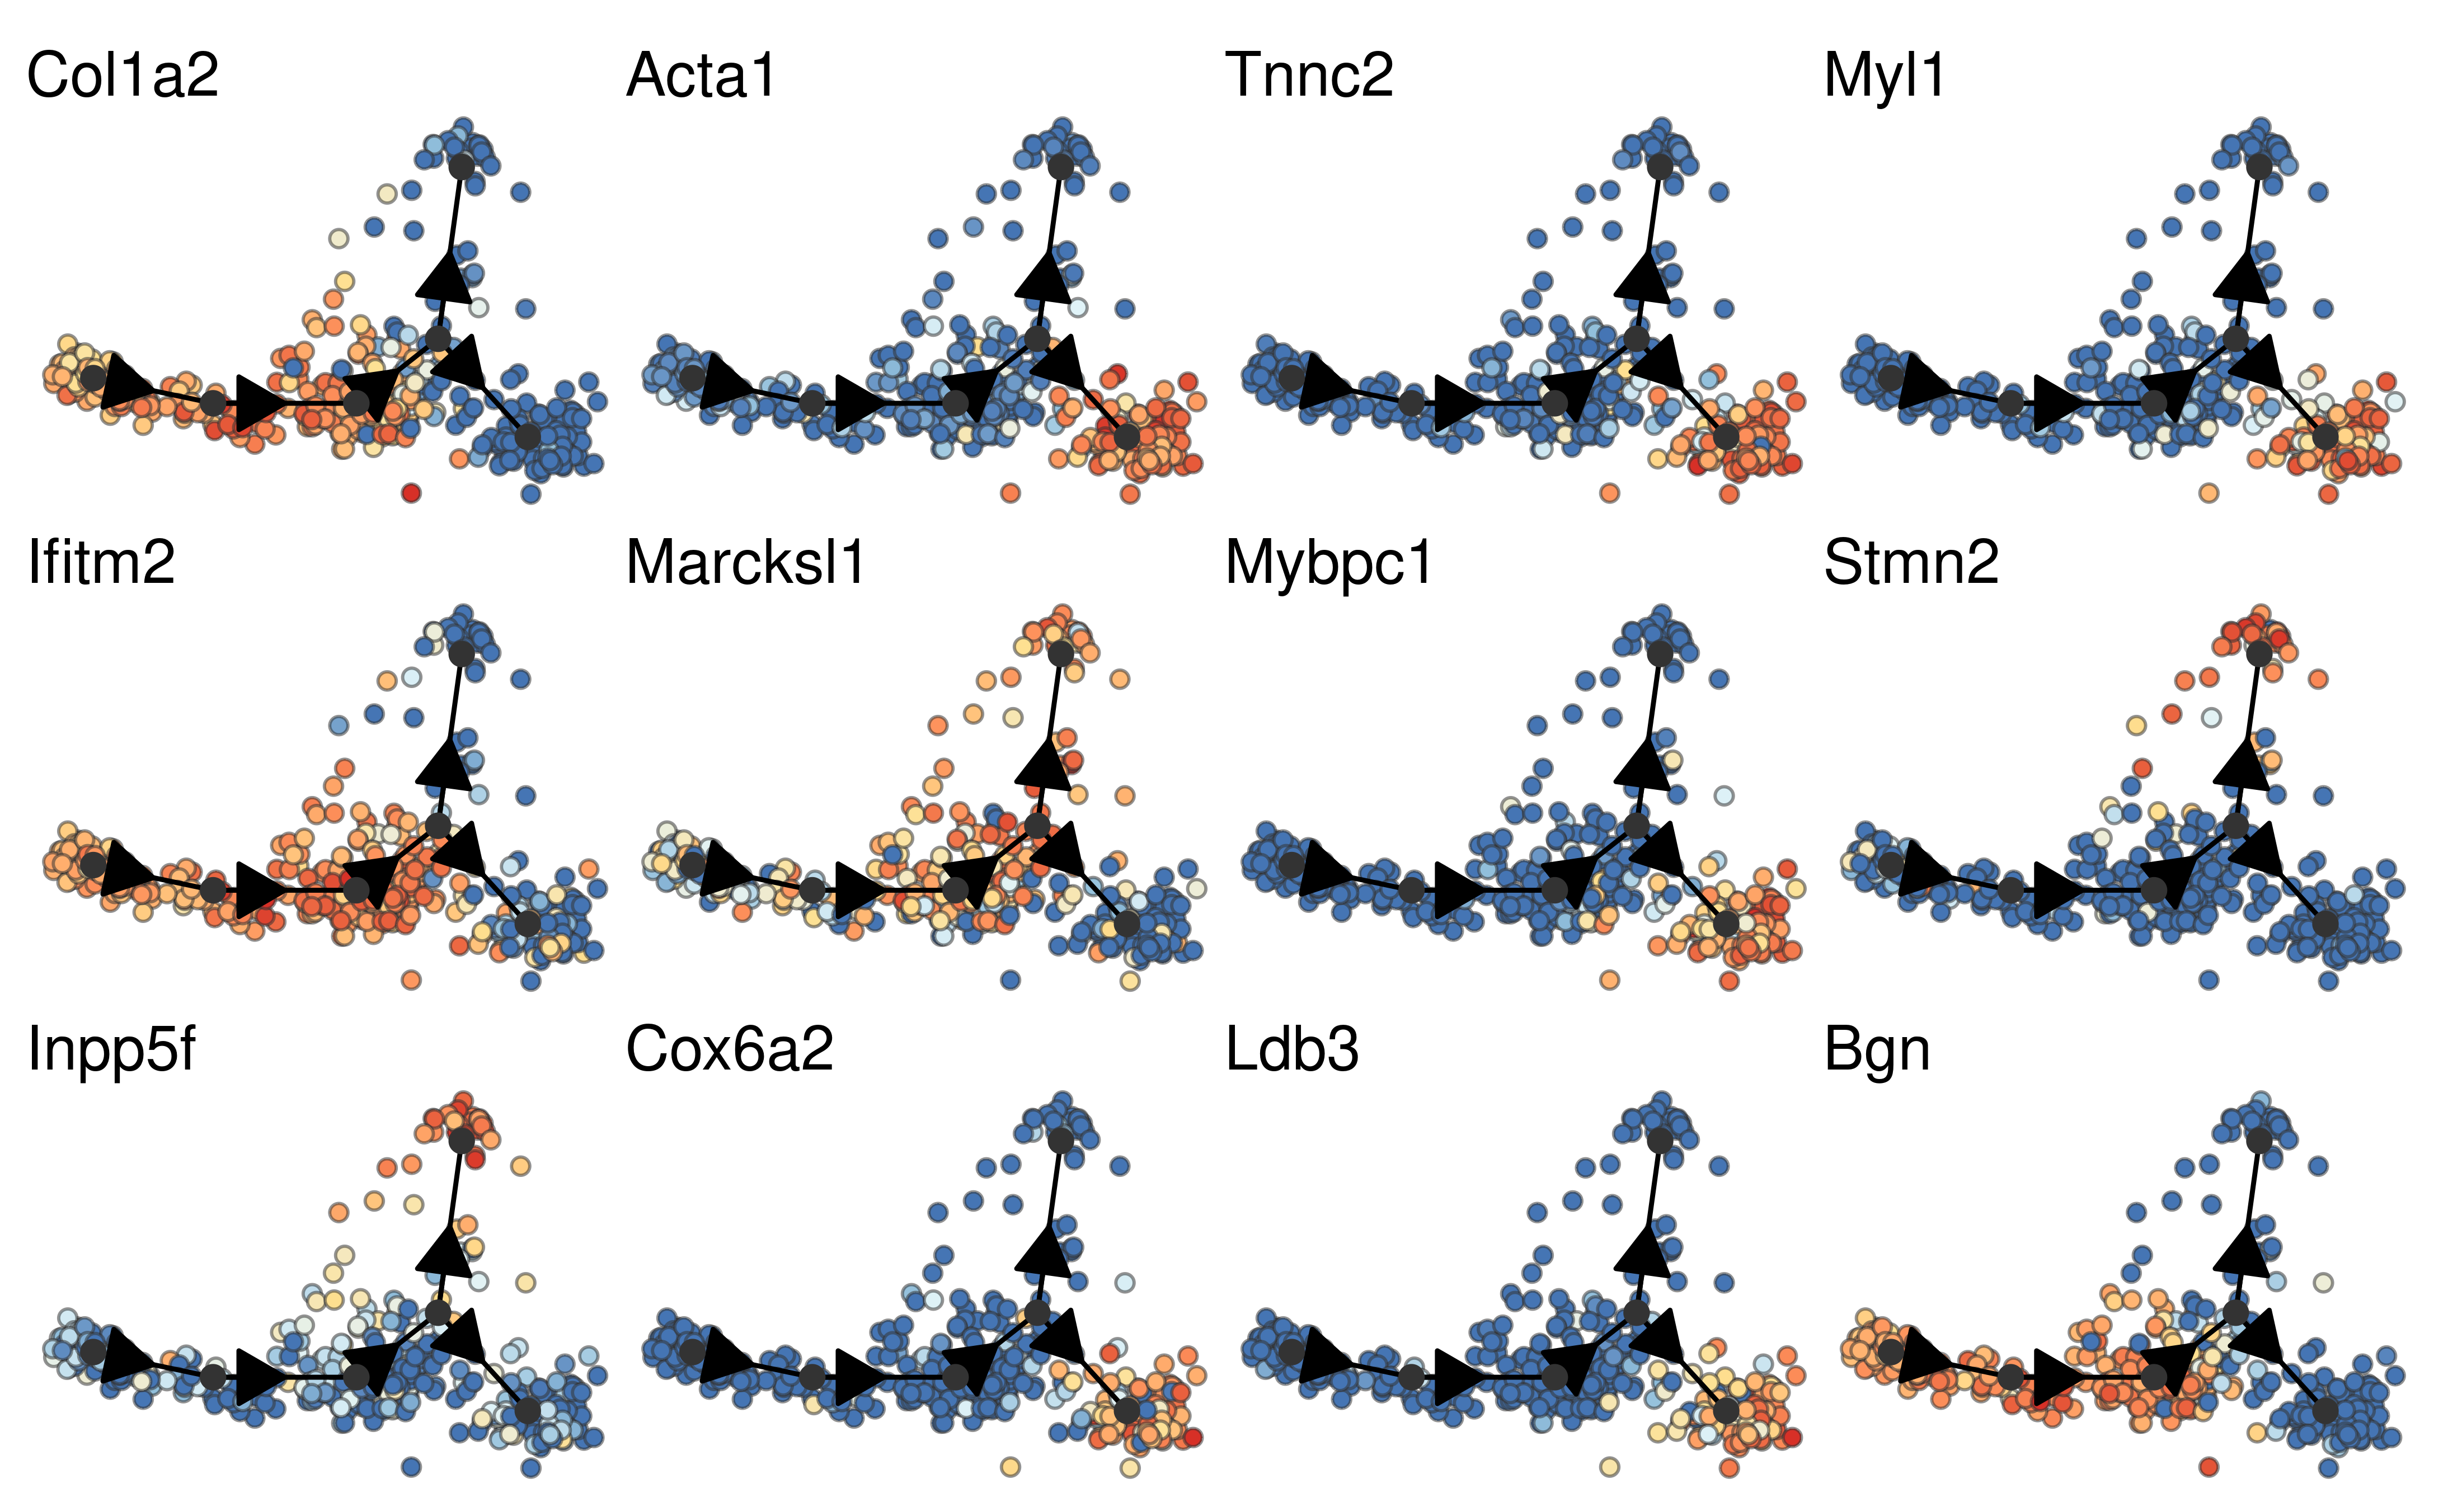 Col1a2
Acta1
Tnnc2
Myl1
Ifitm2
Marcksl1
Mybpc1
Stmn2
Inpp5f
Cox6a2
Ldb3
Bgn